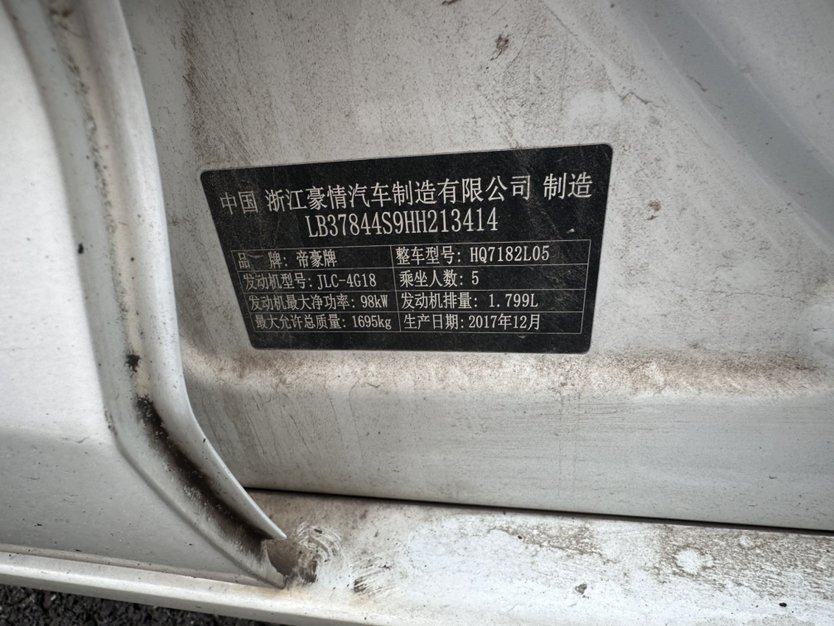 中国 浙江豪情汽车制造有限公司 制造
LB37844S9HH213414
品 牌: 帝豪牌 整车型号: HQ7182L05
发动机型号: JLC-4G18 乘坐人数: 5
发动机最大净功率: 98kW 发动机排量: 1.799L
最大允许总质量: 1695kg 生产日期: 2017年12月